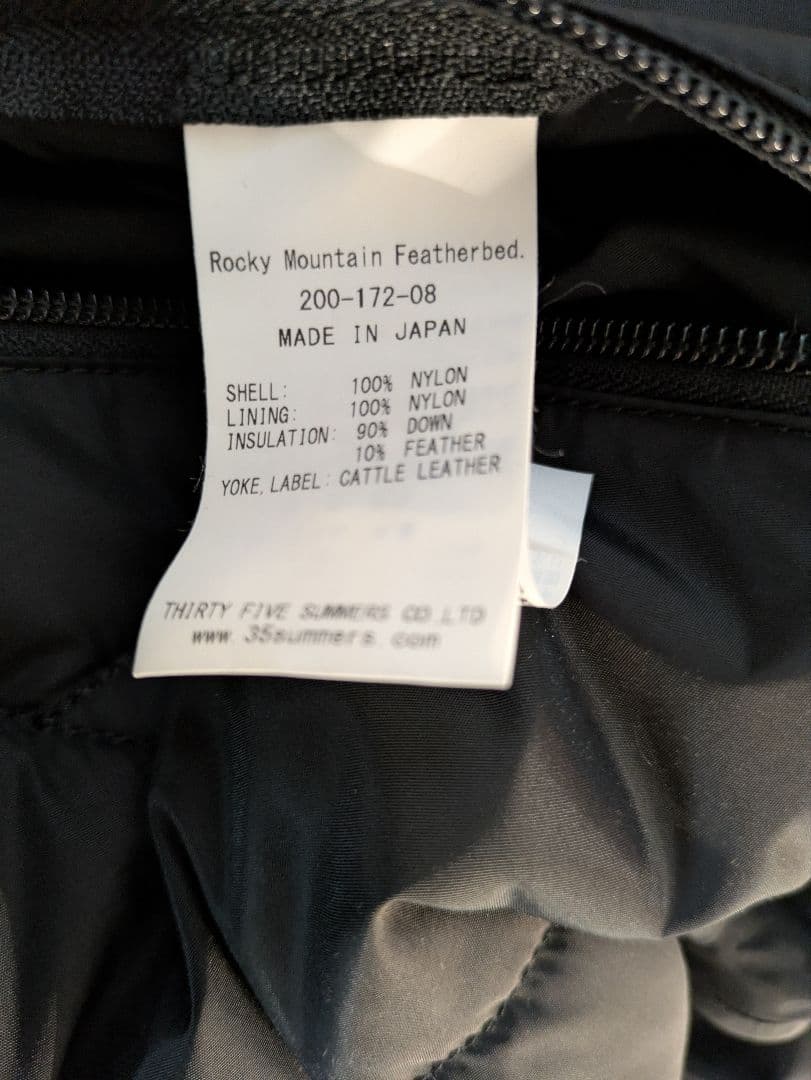 Rocky Mountain Featherbed.
200-172-08
MADE IN JAPAN
SHELL: 100% NYLON
LINING: 100% NYLON
INSULATION: 90% DOWN
10% FEATHER
YOKE, LABEL: CATTLE LEATHER
THIRTY FIVE SUMMERS CO.LTD
www.35summers.com